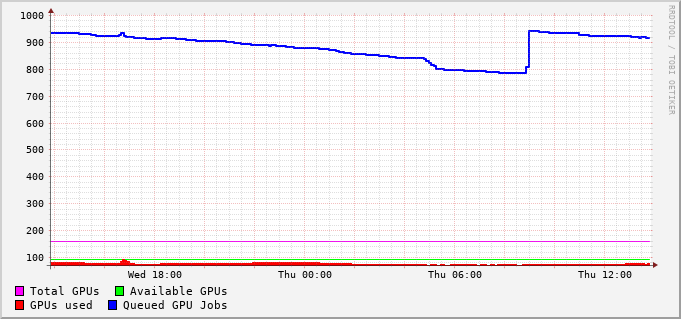 1000
900
800
700
600
500
400
300
200
100
Wed 18:00 Thu 00:00 Thu 06:00 Thu 12:00
Total GPUs Available GPUs
GPUs used Queued GPU Jobs
RRDTOOL / TOBI OETIKER